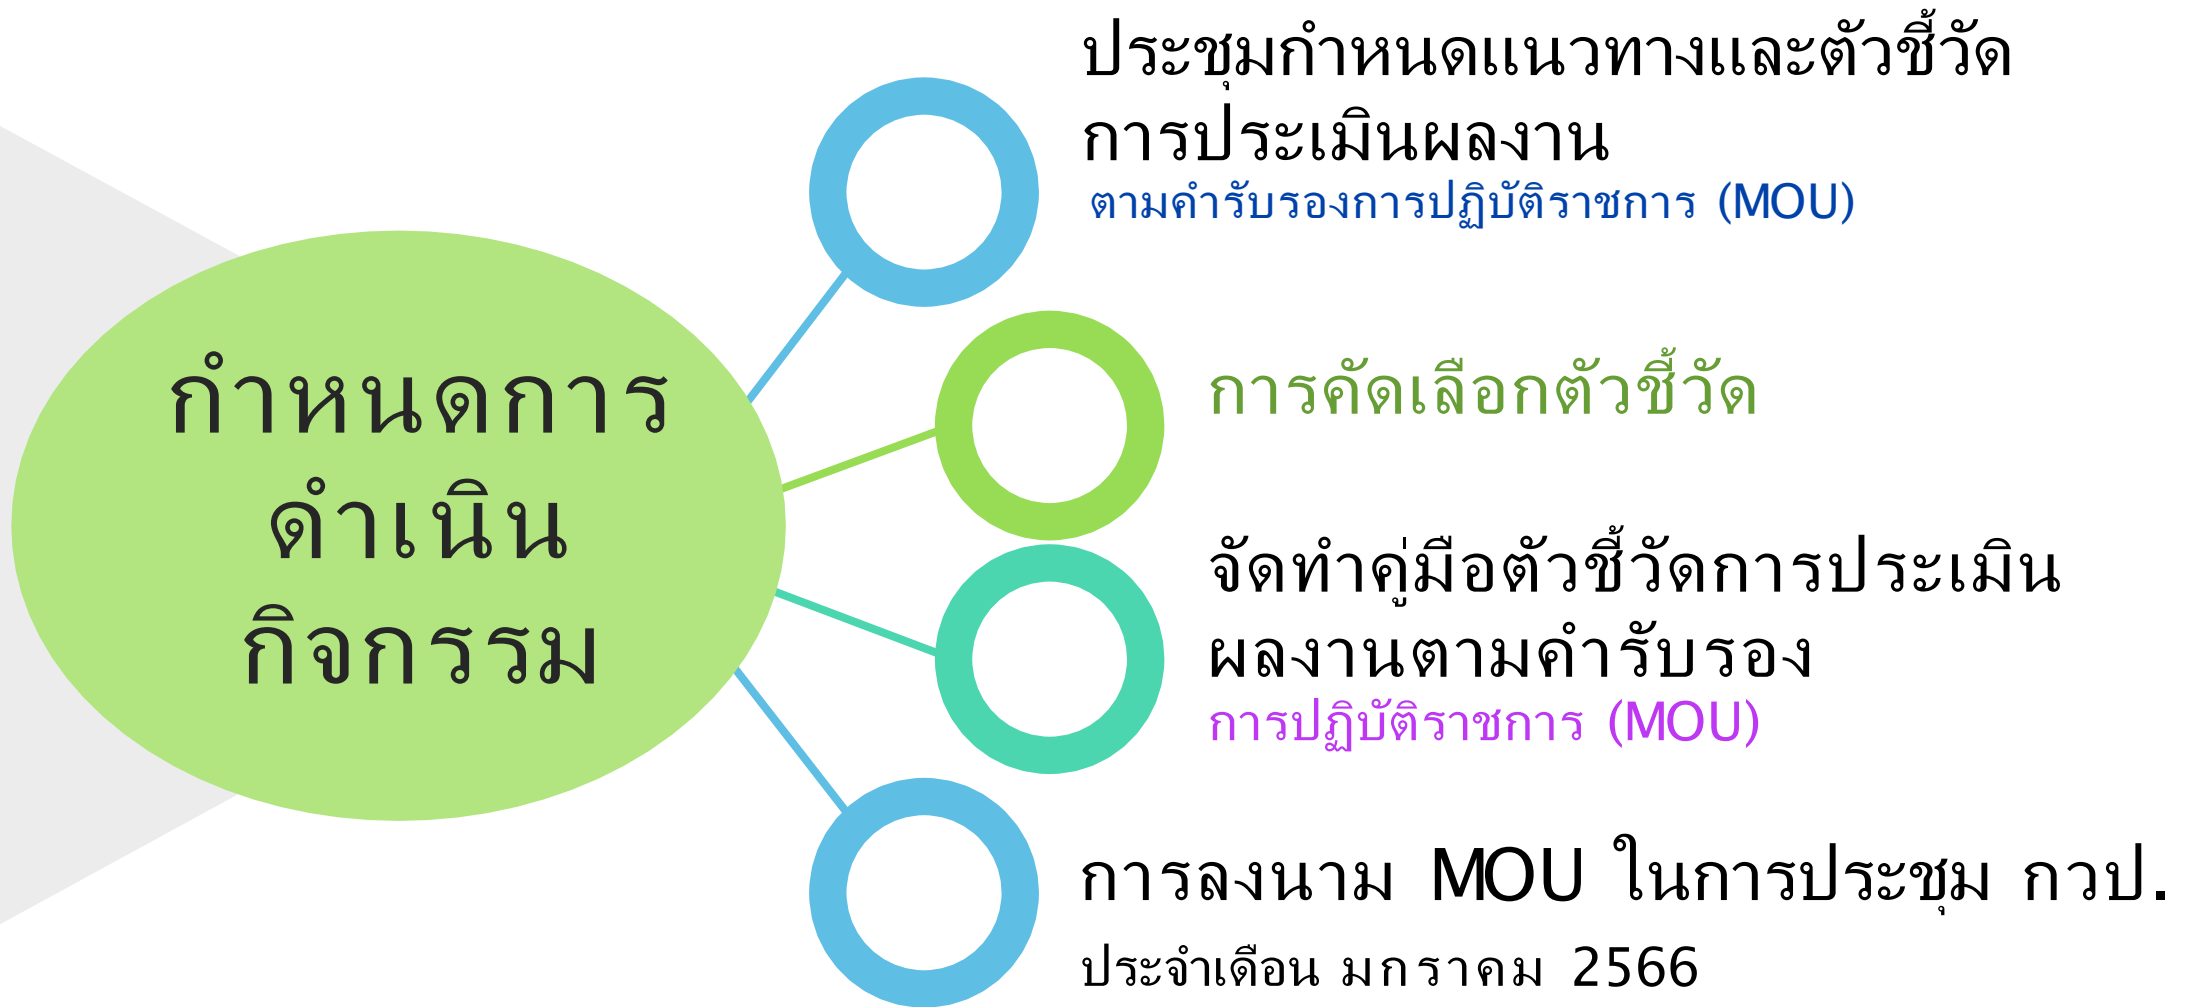 กำหนดการ
ดำเนิน
กิจกรรม
ประชุมกำหนดแนวทางและตัวชี้วัด
การประเมินผลงาน
ตามคำรับรองการปฏิบัติราชการ (MOU)
การคัดเลือกตัวชี้วัด
จัดทำคู่มือตัวชี้วัดการประเมิน
ผลงานตามคำรับรอง
การปฏิบัติราชการ (MOU)
การลงนาม MOU ในการประชุม กวป.
ประจำเดือน มกราคม 2566